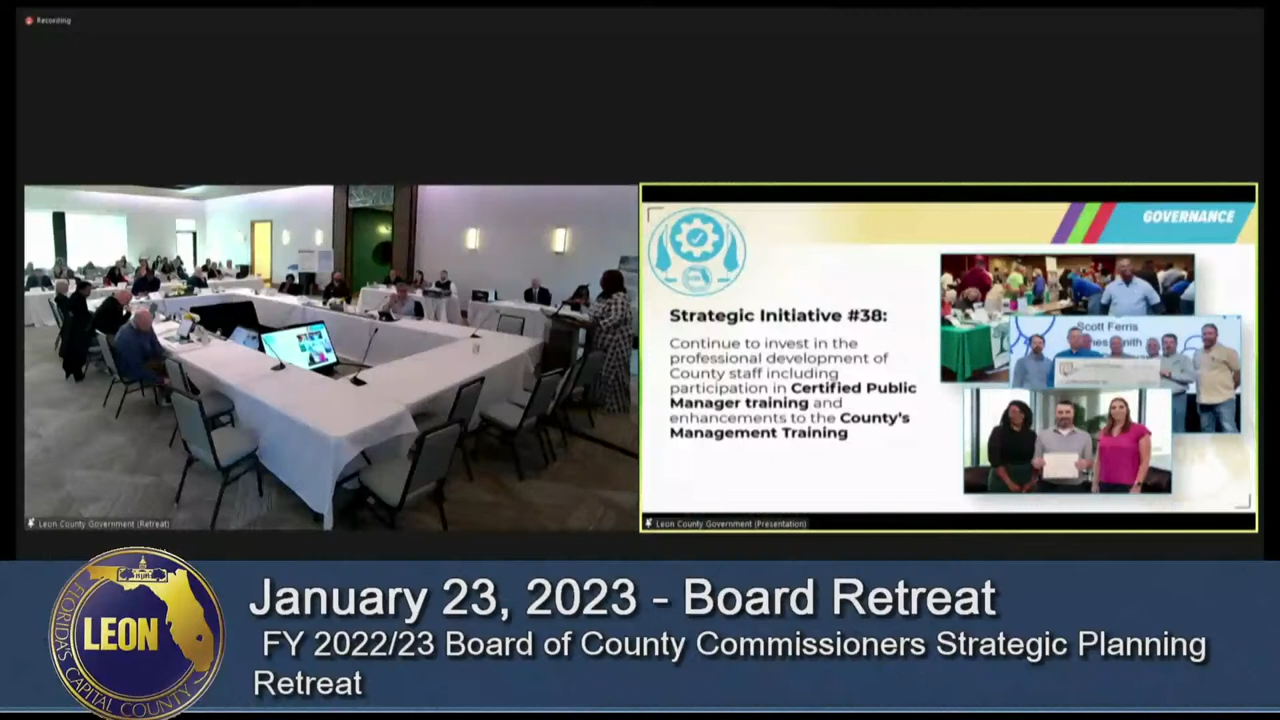 Recording
GOVERNANCE
Strategic Initiative #38:
Continue to invest in the
professional development of
County staff including
participation in Certified Public
Manager training and
enhancements to the County's
Management Training
Scott Ferris
Leon County Government (Retreat)
Leon County Government (Presentation)
FLORIDA'S CAPITAL COUNTY
LEON
January 23, 2023 - Board Retreat
FY 2022/23 Board of County Commissioners Strategic Planning
Retreat